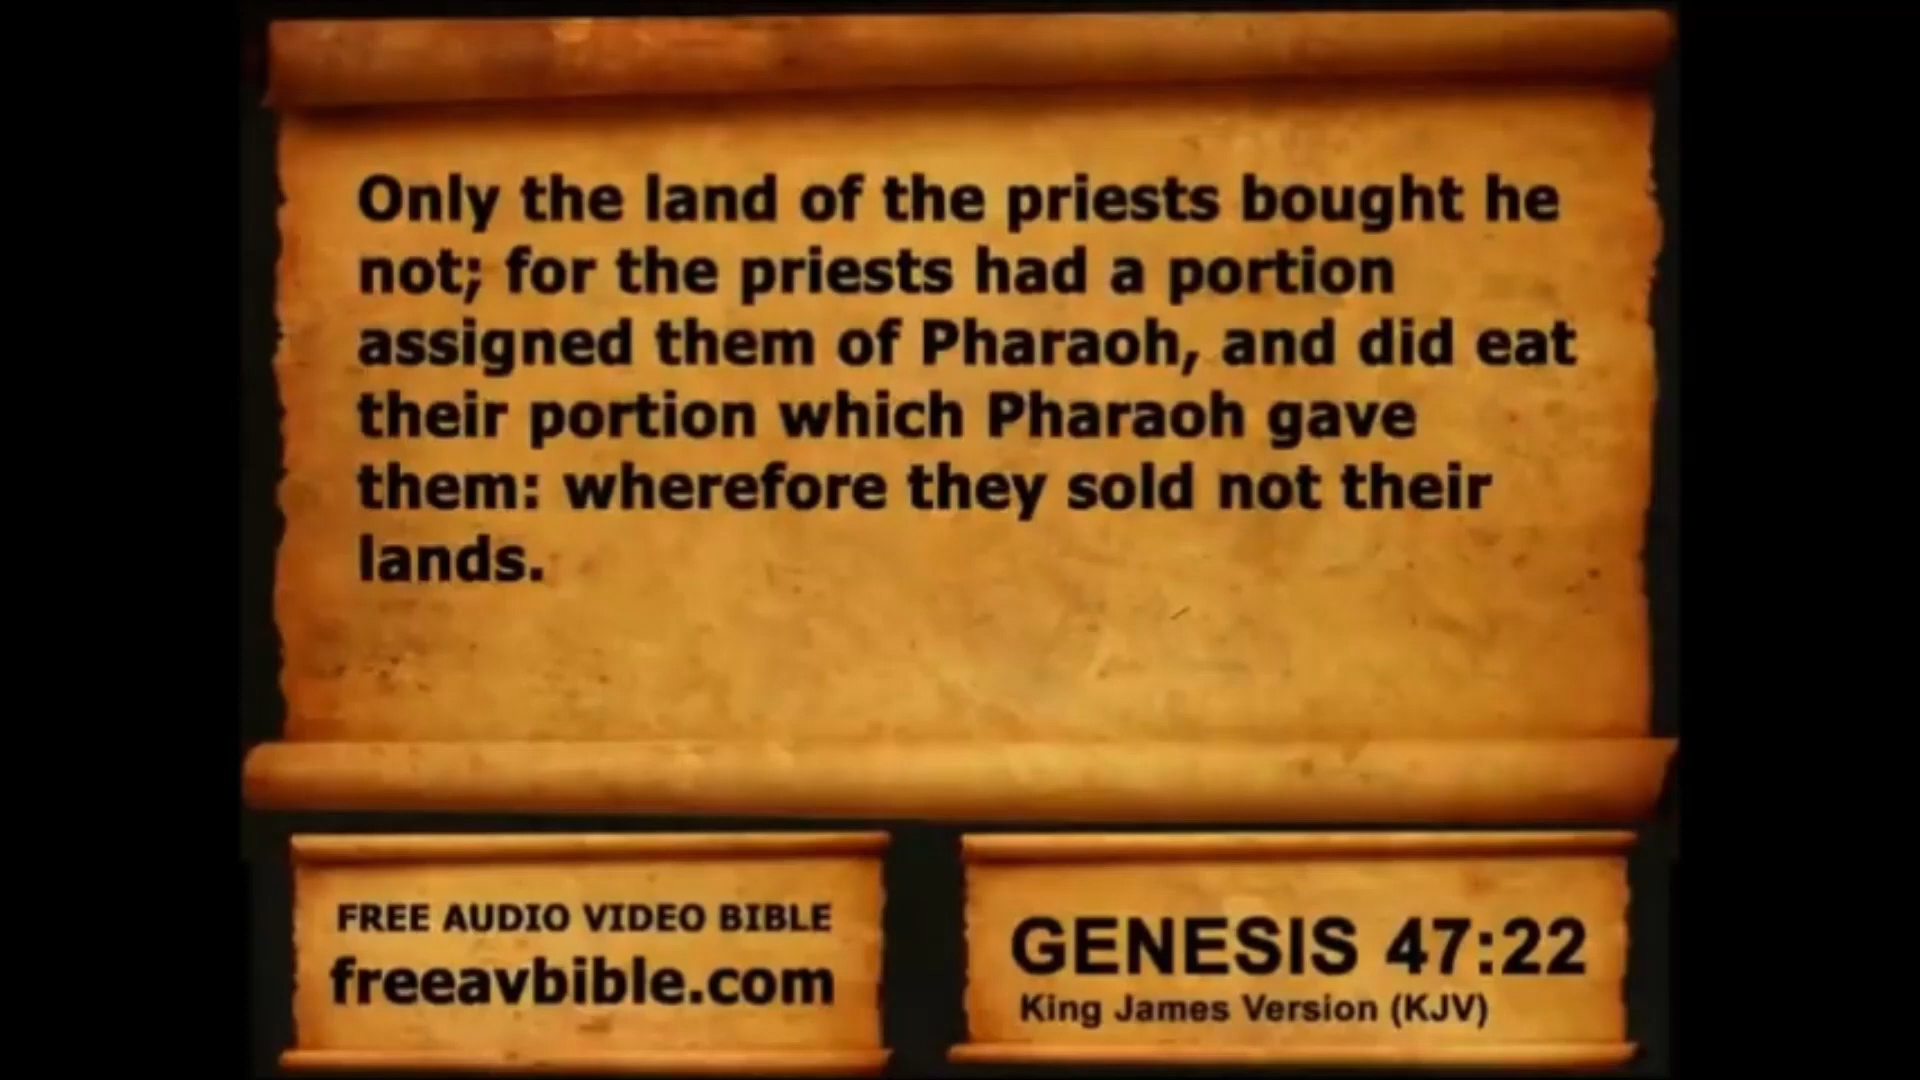 Only the land of the priests bought he
not; for the priests had a portion
assigned them of Pharaoh, and did eat
their portion which Pharaoh gave
them: wherefore they sold not their
lands.
FREE AUDIO VIDEO BIBLE
freeavbible.com
GENESIS 47:22
King James Version (KJV)